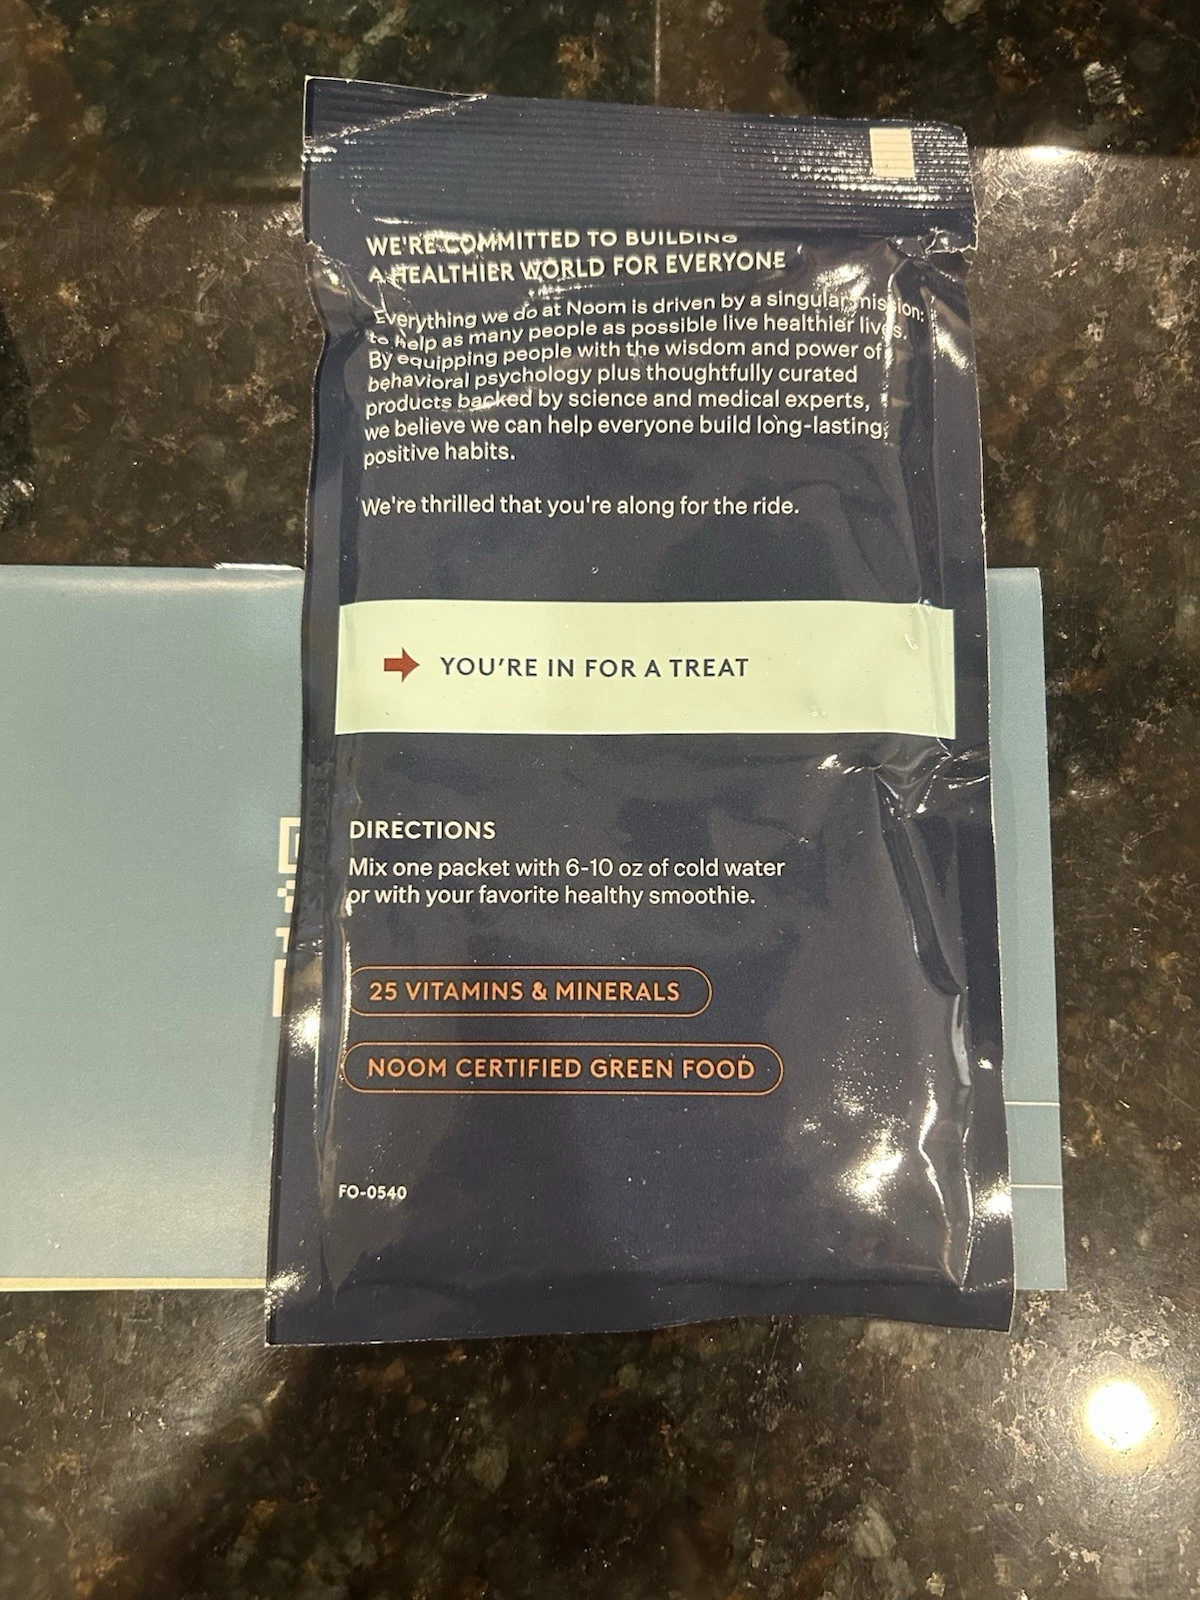 WE'RE COMMITTED TO BUILDING
A HEALTHIER WORLD FOR EVERYONE
Everything we do at Noom is driven by a singular mission:
to help as many people as possible live healthier lives.
By equipping people with the wisdom and power of
behavioral psychology plus thoughtfully curated
products backed by science and medical experts,
we believe we can help everyone build long-lasting,
positive habits.
We're thrilled that you're along for the ride.
YOU'RE IN FOR A TREAT
DIRECTIONS
Mix one packet with 6-10 oz of cold water
or with your favorite healthy smoothie.
25 VITAMINS & MINERALS
NOOM CERTIFIED GREEN FOOD
FO-0540